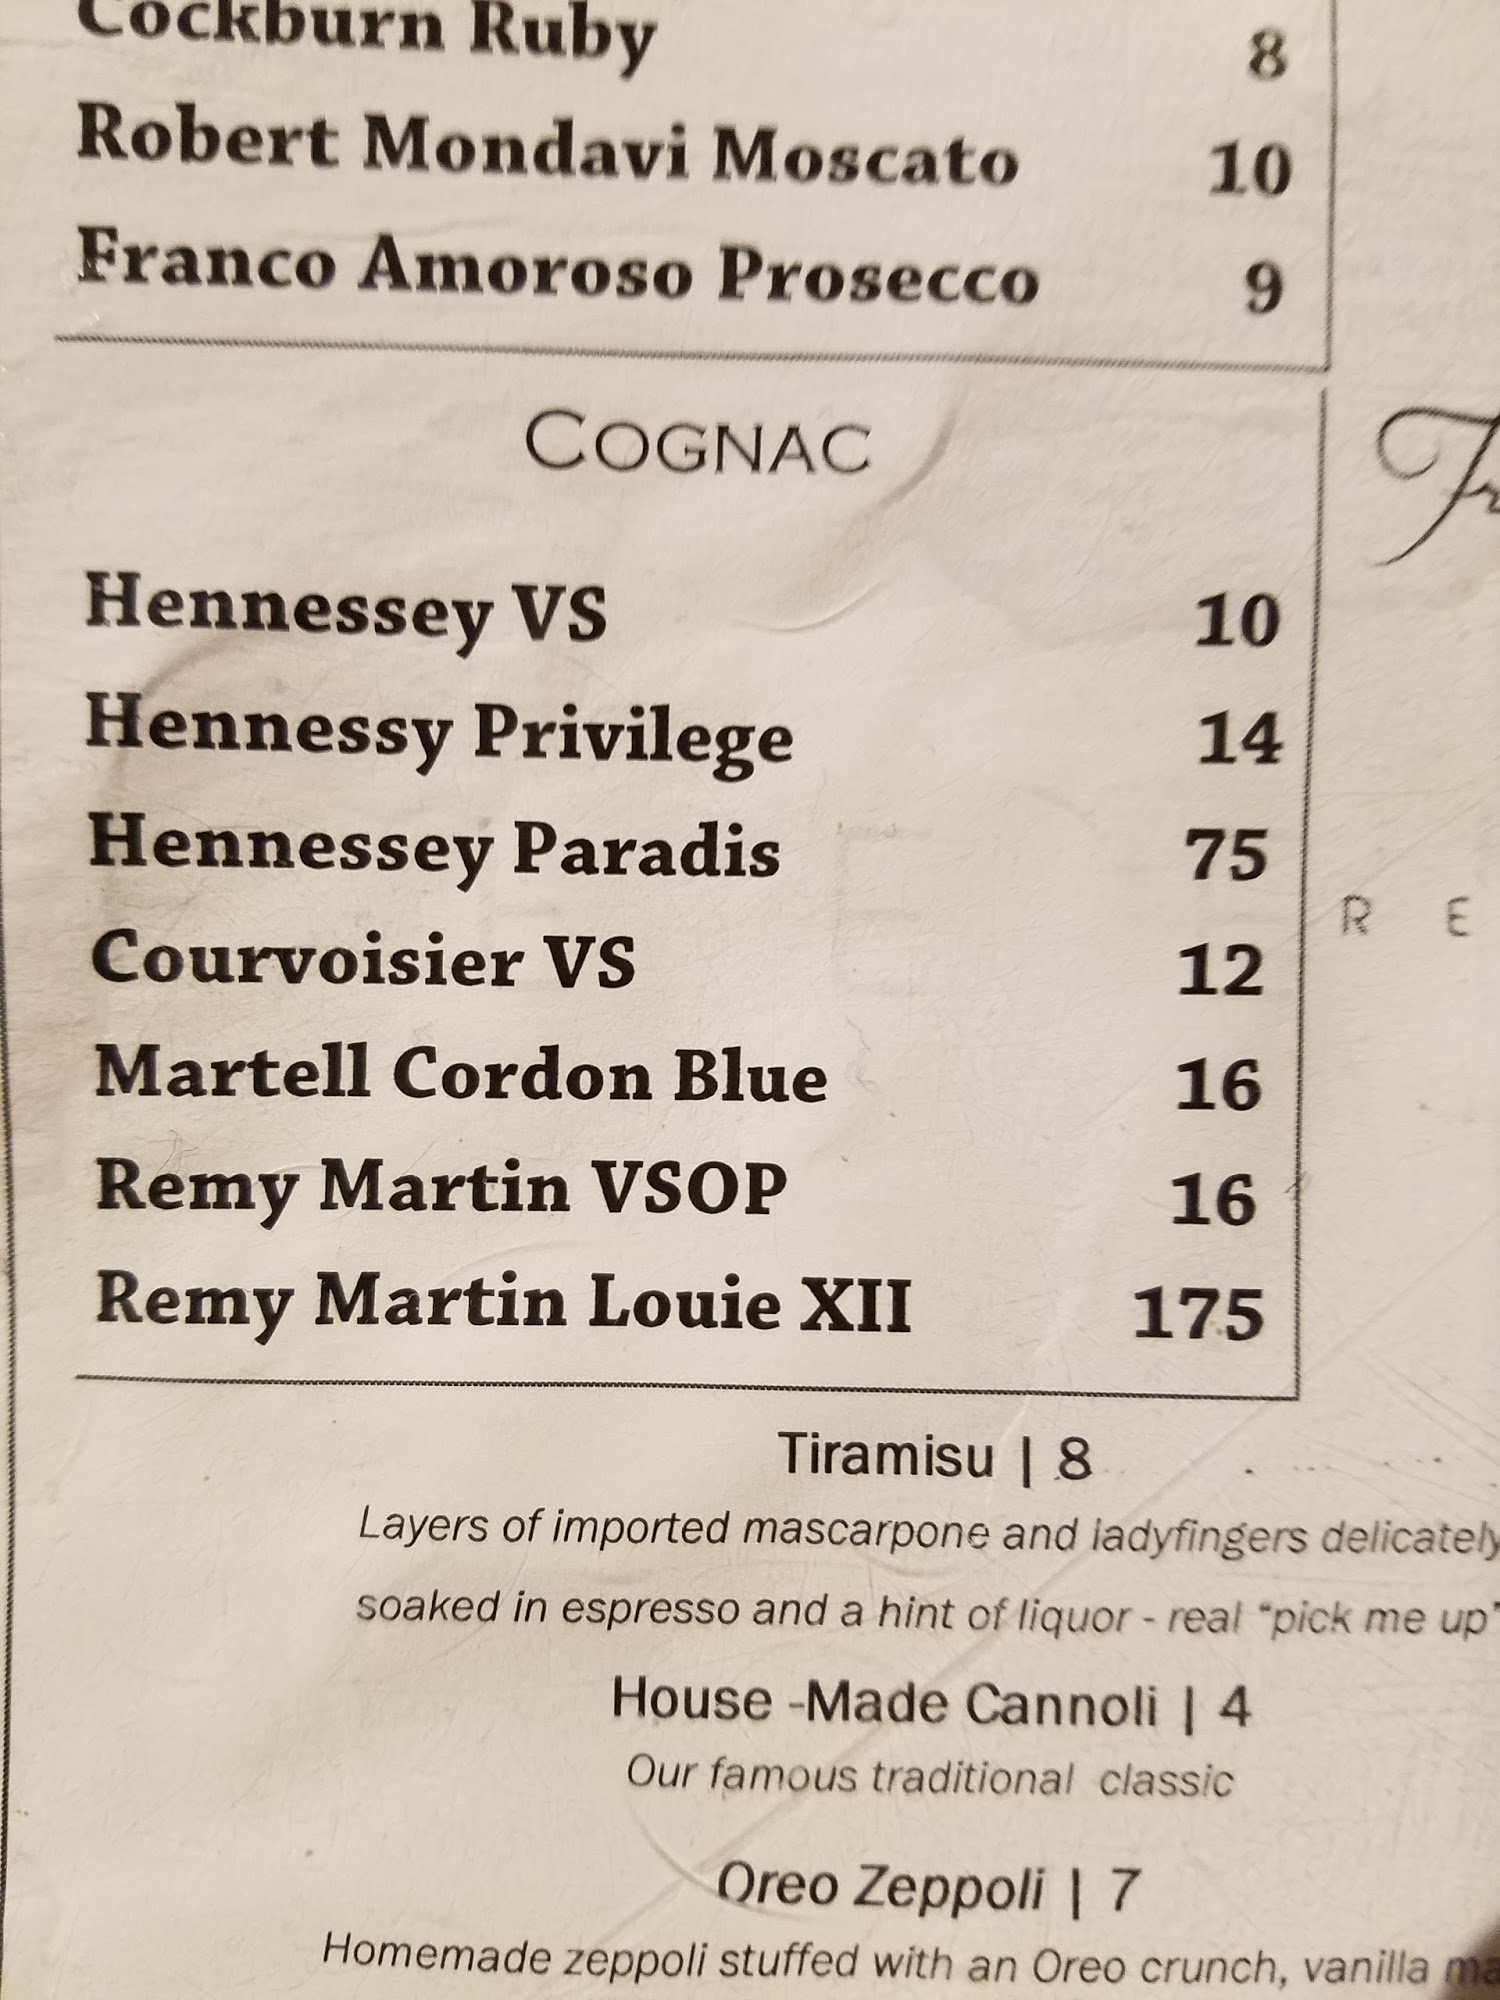 Cockburn Ruby 8
Robert Mondavi Moscato 10
Franco Amoroso Prosecco 9
COGNAC
Hennessey VS 10
Hennessy Privilege 14
Hennessey Paradis 75
Courvoisier VS 12
Martell Cordon Blue 16
Remy Martin VSOP 16
Remy Martin Louie XII 175
Fr
R E
Tiramisu | 8
Layers of imported mascarpone and ladyfingers delicately
soaked in espresso and a hint of liquor - real "pick me up"
House -Made Cannoli | 4
Our famous traditional classic
Oreo Zeppoli | 7
Homemade zeppoli stuffed with an Oreo crunch, vanilla